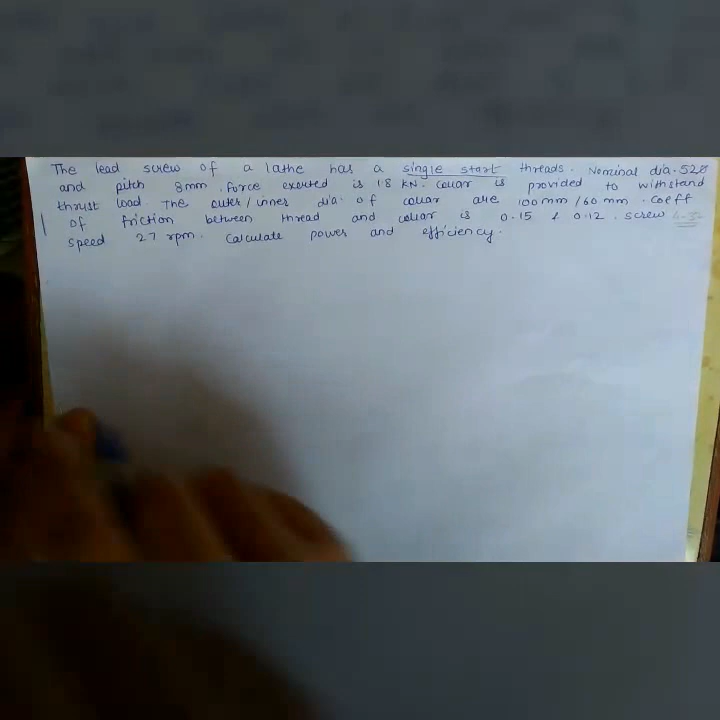 The lead screw of a lathe has a single start threads. Nominal dia.
and pitch 8mm. Force exerted is 1.8 KN. Collar is provided to withstand
thrust load. The outer/inner dia. of collar are 100mm/60mm. Coeff
of friction between thread and collar is 0.15 & 0.12. Screw
speed 27 rpm. Calculate power and efficiency.